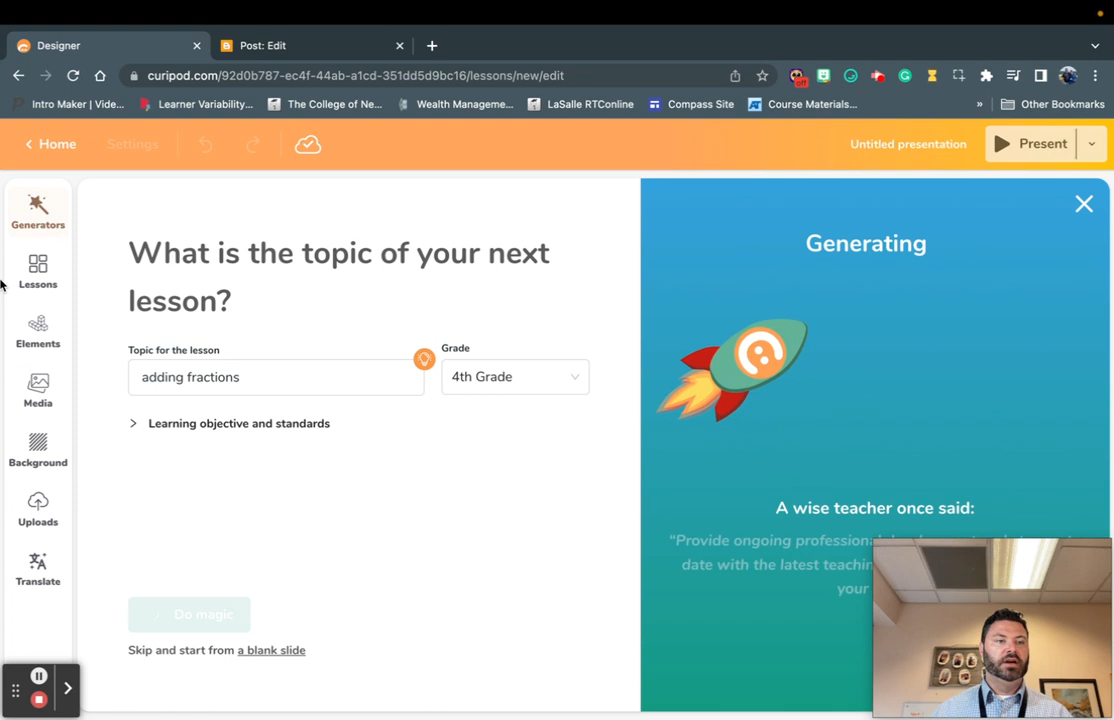 Designer
Post: Edit
curipod.com/92d0b787-ec4f-44ab-a1cd-351dd5d9bc16/lessons/new/edit
Intro Maker | Vide...
Learner Variability...
The College of Ne...
Wealth Manageme...
LaSalle RTConline
Compass Site
Course Materials...
»
Other Bookmarks
Home
Settings
Untitled presentation
Present
Generators
Lessons
Elements
Media
Background
Uploads
Translate
What is the topic of your next
lesson?
Topic for the lesson
adding fractions
Grade
4th Grade
Learning objective and standards
Do magic
Skip and start from a blank slide
Generating
A wise teacher once said:
"Provide ongoing professional
date with the latest teachin
your